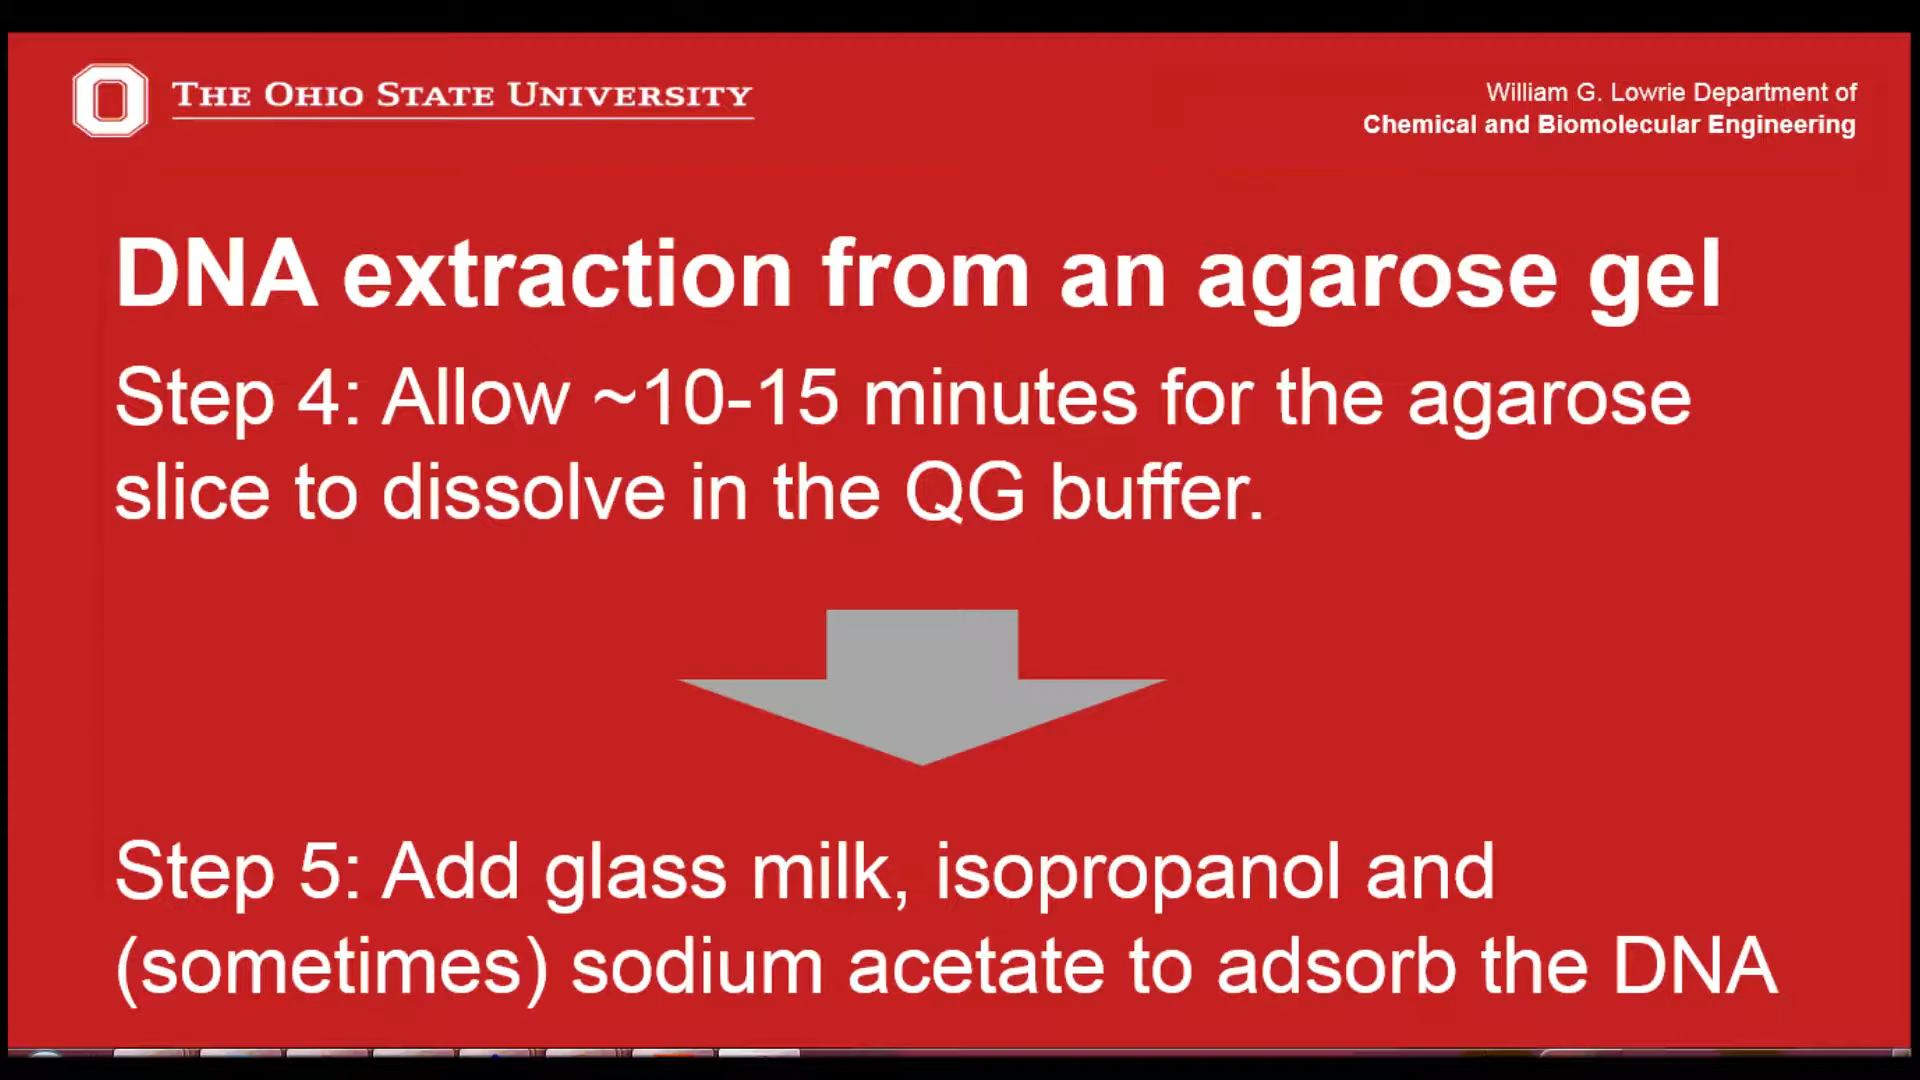 THE OHIO STATE UNIVERSITY
William G. Lowrie Department of
Chemical and Biomolecular Engineering
DNA extraction from an agarose gel
Step 4: Allow ~10-15 minutes for the agarose
slice to dissolve in the QG buffer.
Step 5: Add glass milk, isopropanol and
(sometimes) sodium acetate to adsorb the DNA